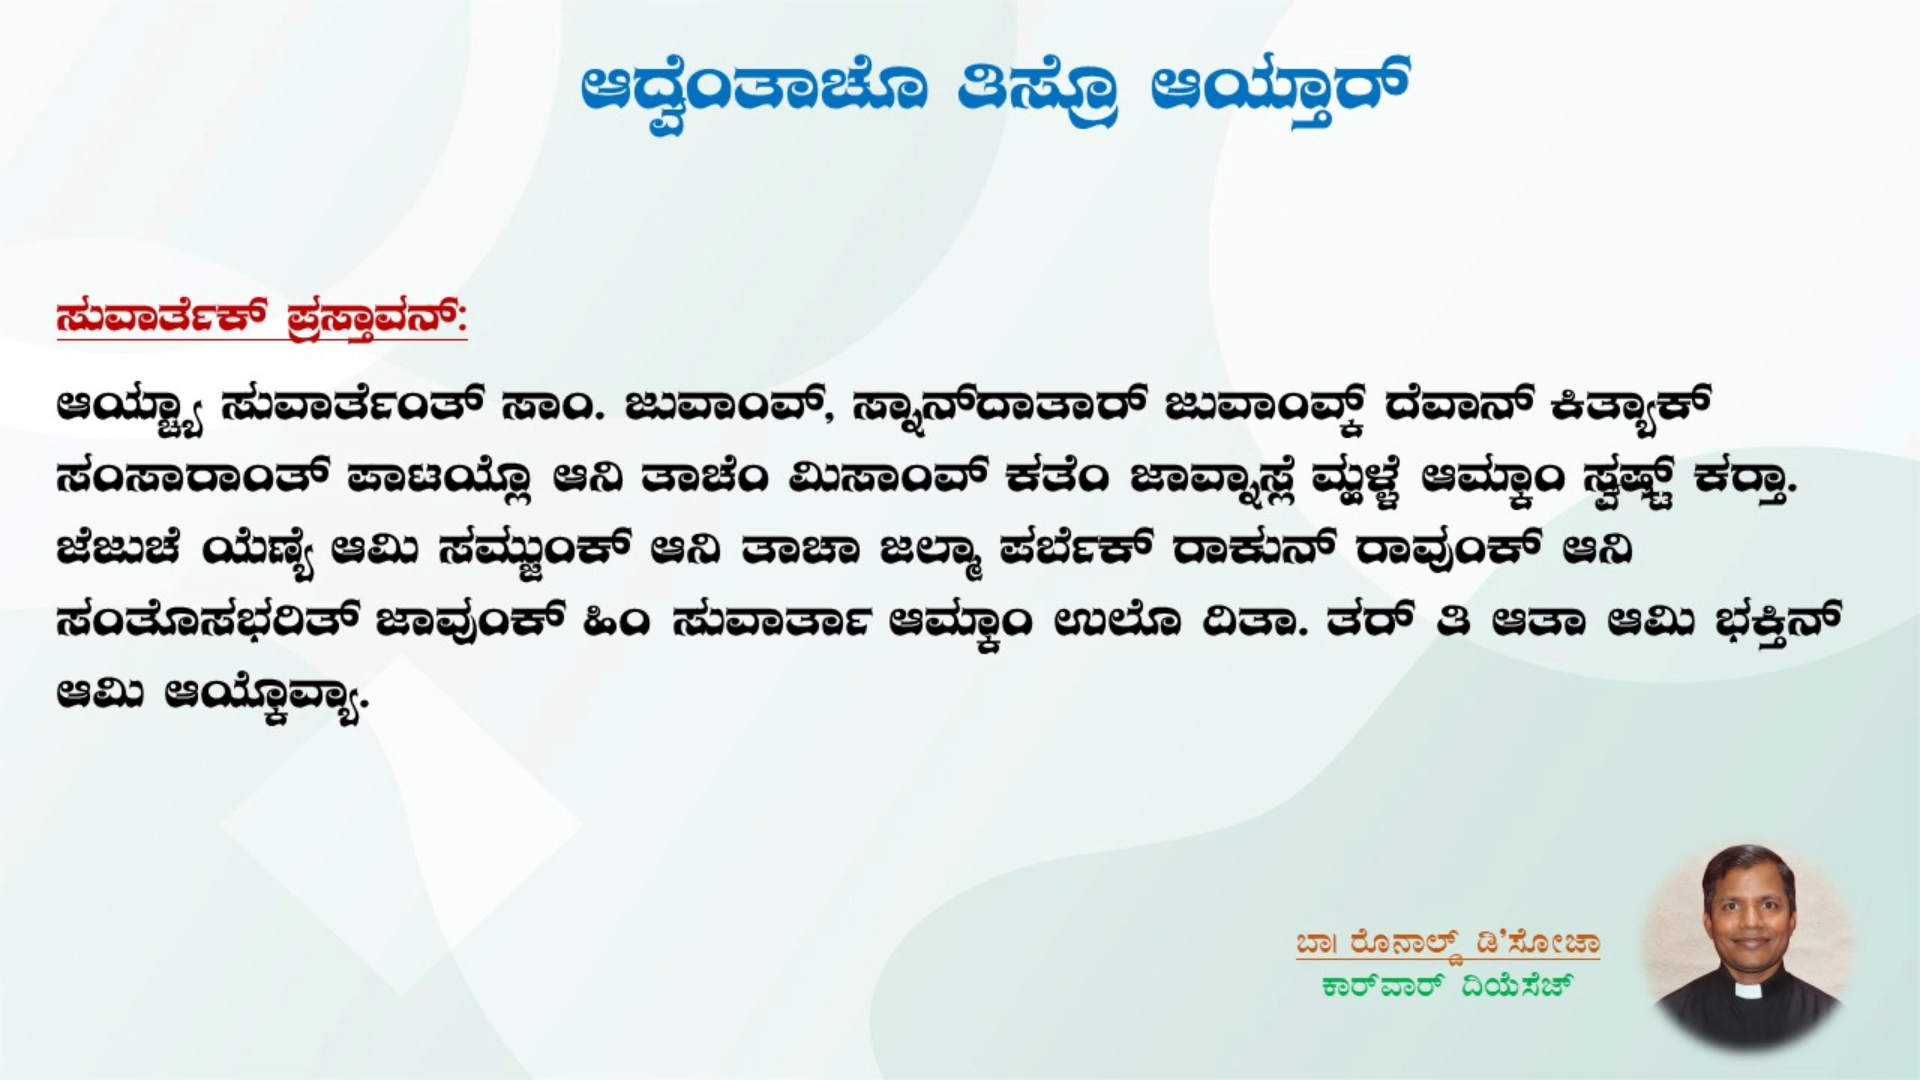 ಆದ್ವೆಂತಾಚೊ ತಿಸ್ರೊ ಆಯ್ತಾರ್
ಸುವಾರ್ತೆಕ್ ಪ್ರಸ್ತಾವನ್:
ಆಯ್ಚ್ಯಾ ಸುವಾರ್ತೆಂತ್ ಸಾಂ. ಜುವಾಂವ್, ಸ್ನಾನ್‌ದಾತಾರ್ ಜುವಾಂವ್ಕ್ ದೆವಾನ್ ಕಿತ್ಯಾಕ್
ಸಂಸಾರಾಂತ್ ಪಾಟಯ್ಲೊ ಆನಿ ತಾಚೆಂ ಮಿಸಾಂವ್ ಕತೆಂ ಜಾವ್ನಾಸ್ಲೆ ಮ್ಹಳ್ಳೆ ಆಮ್ಕಾಂ ಸ್ವಷ್ಟ್ ಕರ‍್ತಾ.
ಜೆಜುಚೆ ಯೆಣ್ಯೆ ಆಮಿ ಸಮ್ಜುಂಕ್ ಆನಿ ತಾಚಾ ಜಲ್ಮಾ ಪರ್ಬೆಕ್ ರಾಕುನ್ ರಾವುಂಕ್ ಆನಿ
ಸಂತೊಸಭರಿತ್ ಜಾವುಂಕ್ ಹಿಂ ಸುವಾರ್ತಾ ಆಮ್ಕಾಂ ಉಲೊ ದಿತಾ. ತರ್ ತಿ ಆತಾ ಆಮಿ ಭಕ್ತಿನ್
ಆಮಿ ಆಯ್ಕೊವ್ಯಾ.
ಬಾ| ರೊನಾಲ್ಡ್ ಡಿ'ಸೋಜಾ
ಕಾರ್‌ವಾರ್ ದಿಯೆಸೆಜ್